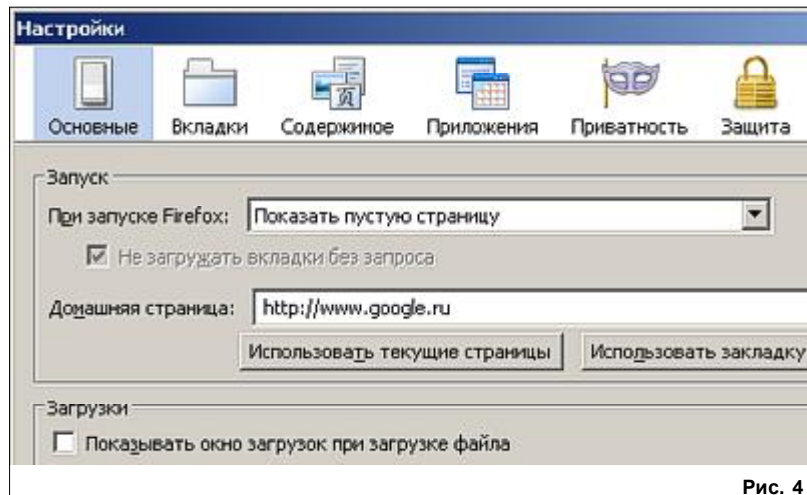 Настройки
Основные Вкладки Содержимое Приложения Приватность Защита
Запуск
При запуске Firefox: Показать пустую страницу
Не загружать вкладки без запроса
Домашняя страница: http://www.google.ru
Использовать текущие страницы Использовать закладку
Загрузки
Показывать окно загрузок при загрузке файла
Рис. 4